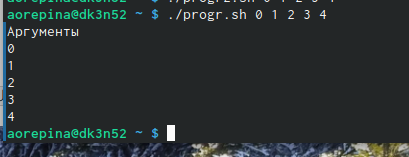 aorepina@dk3n52 ~ $ ./progr.sh 0 1 2 3 4
Аргументы
0
1
2
3
4
aorepina@dk3n52 ~ $